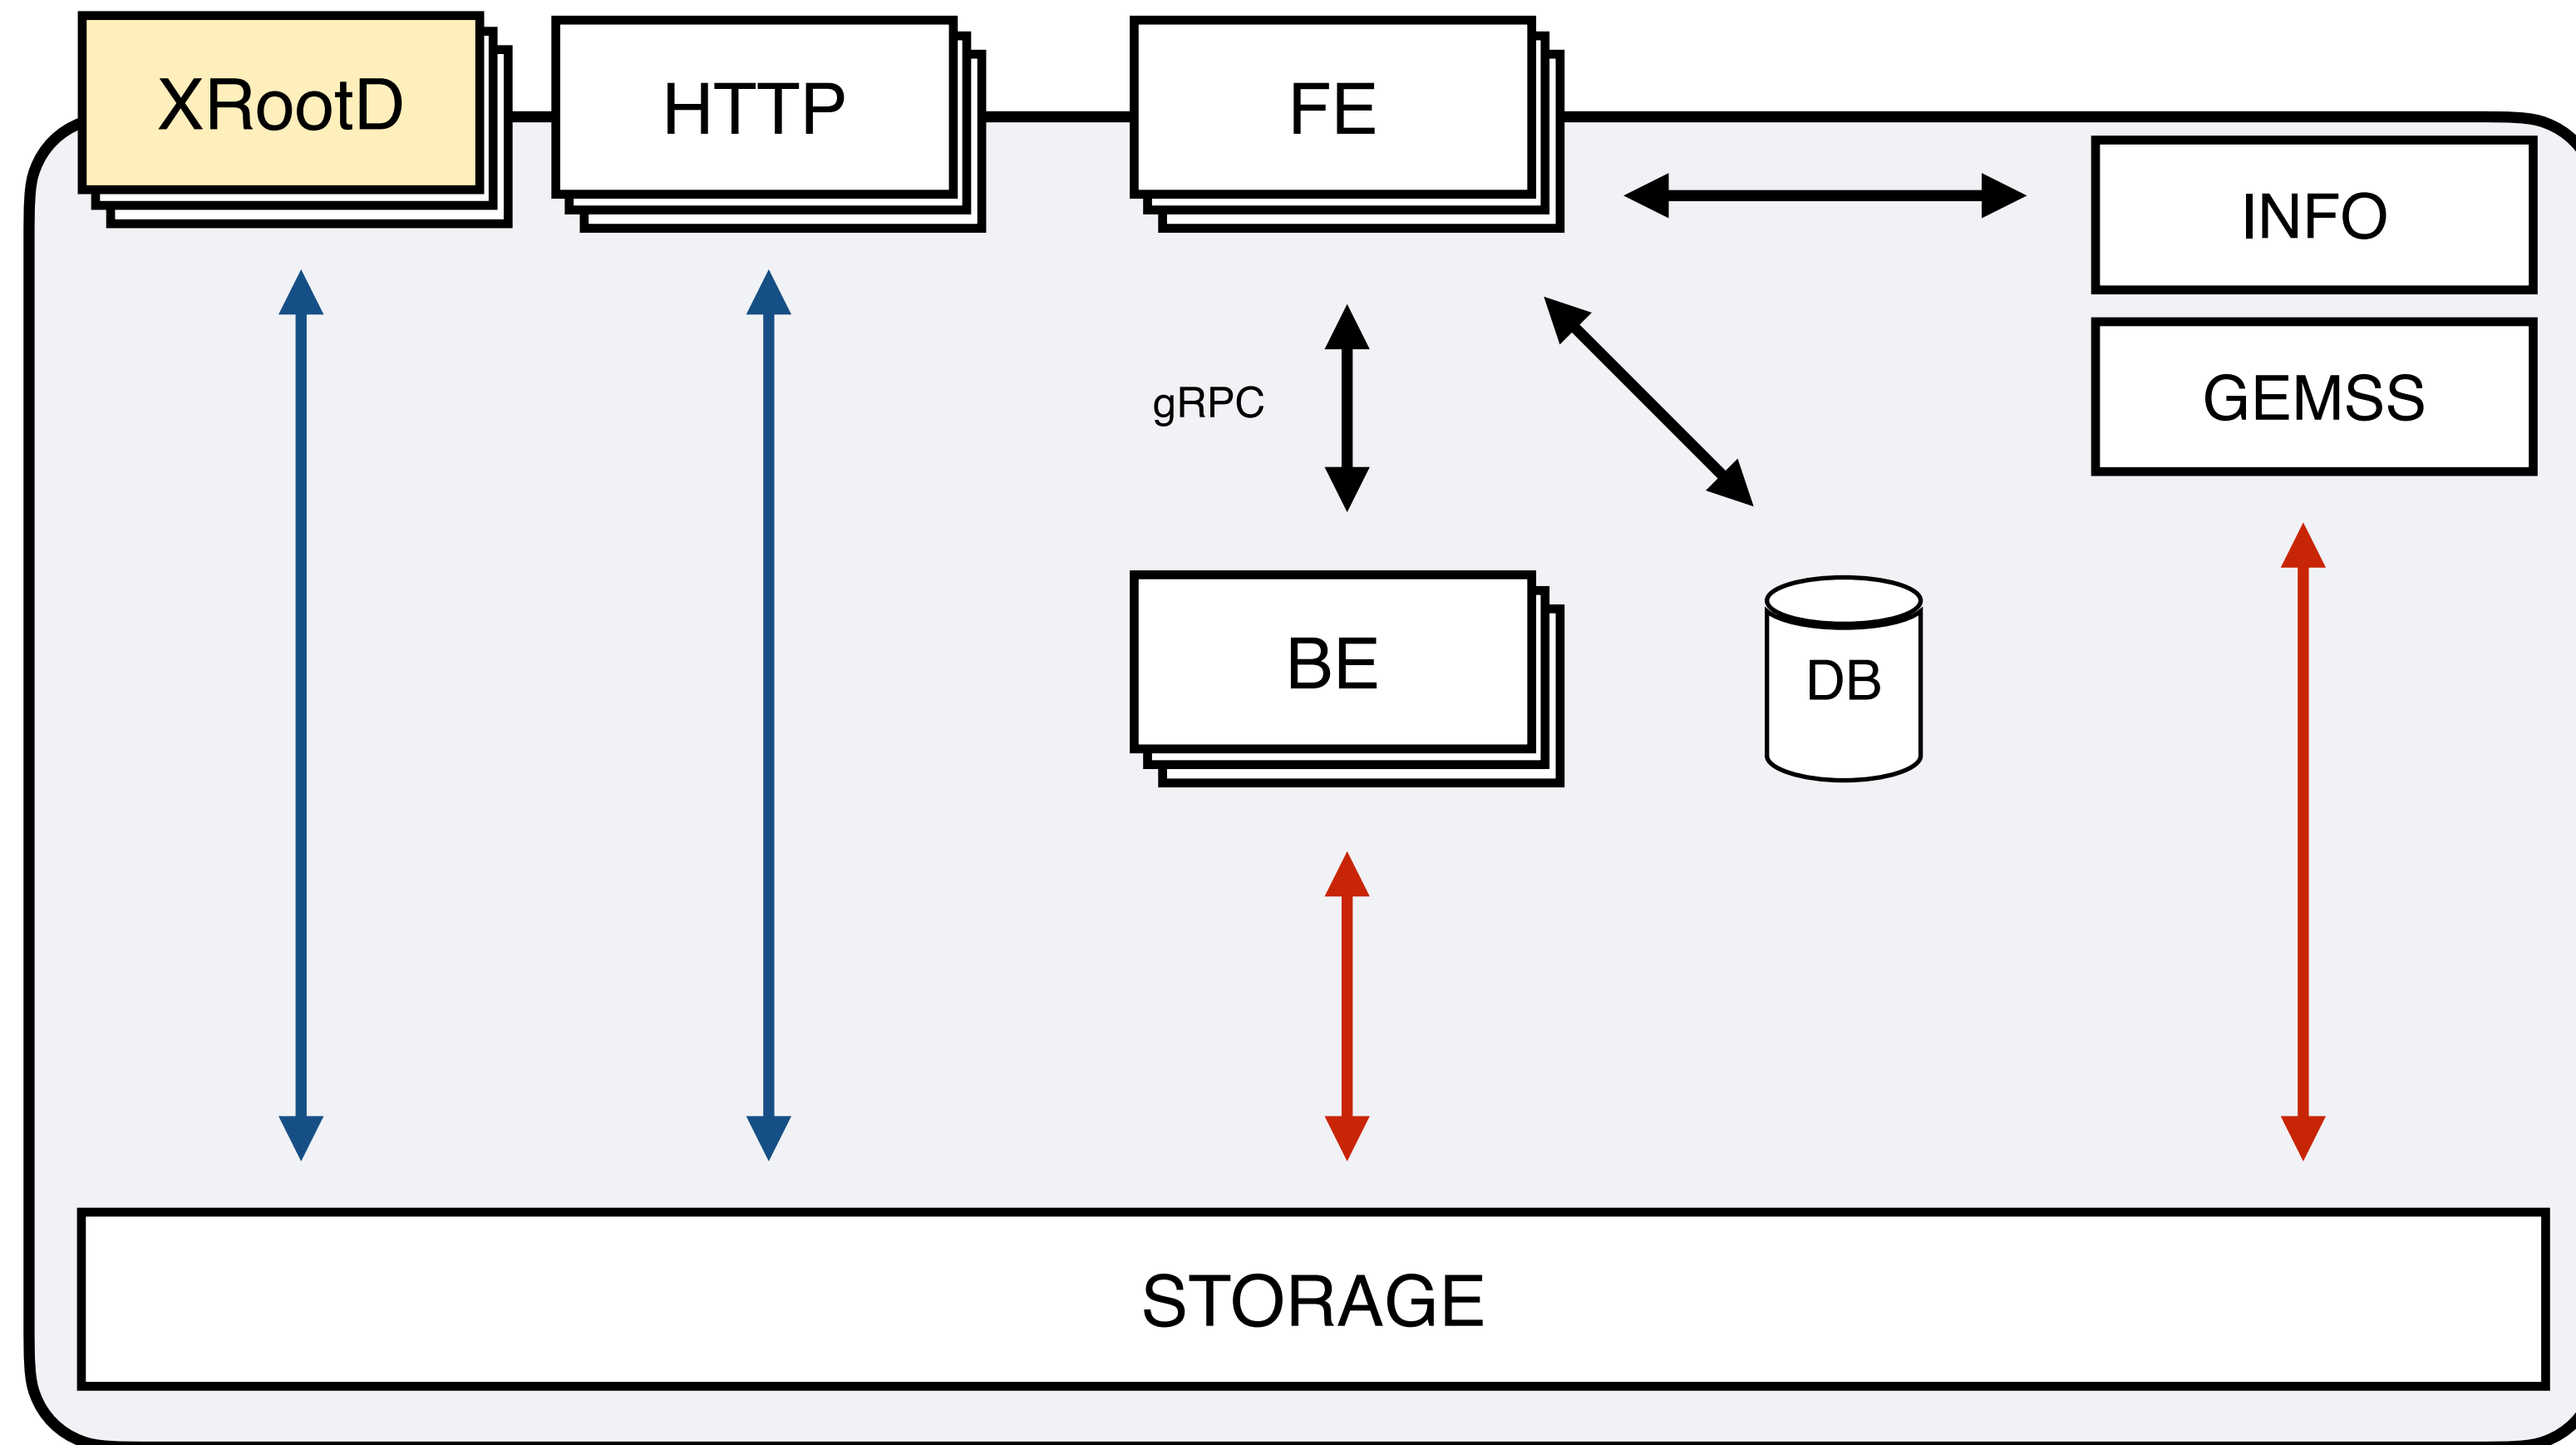 XRootD
HTTP
FE
INFO
GEMSS
gRPC
BE
DB
STORAGE